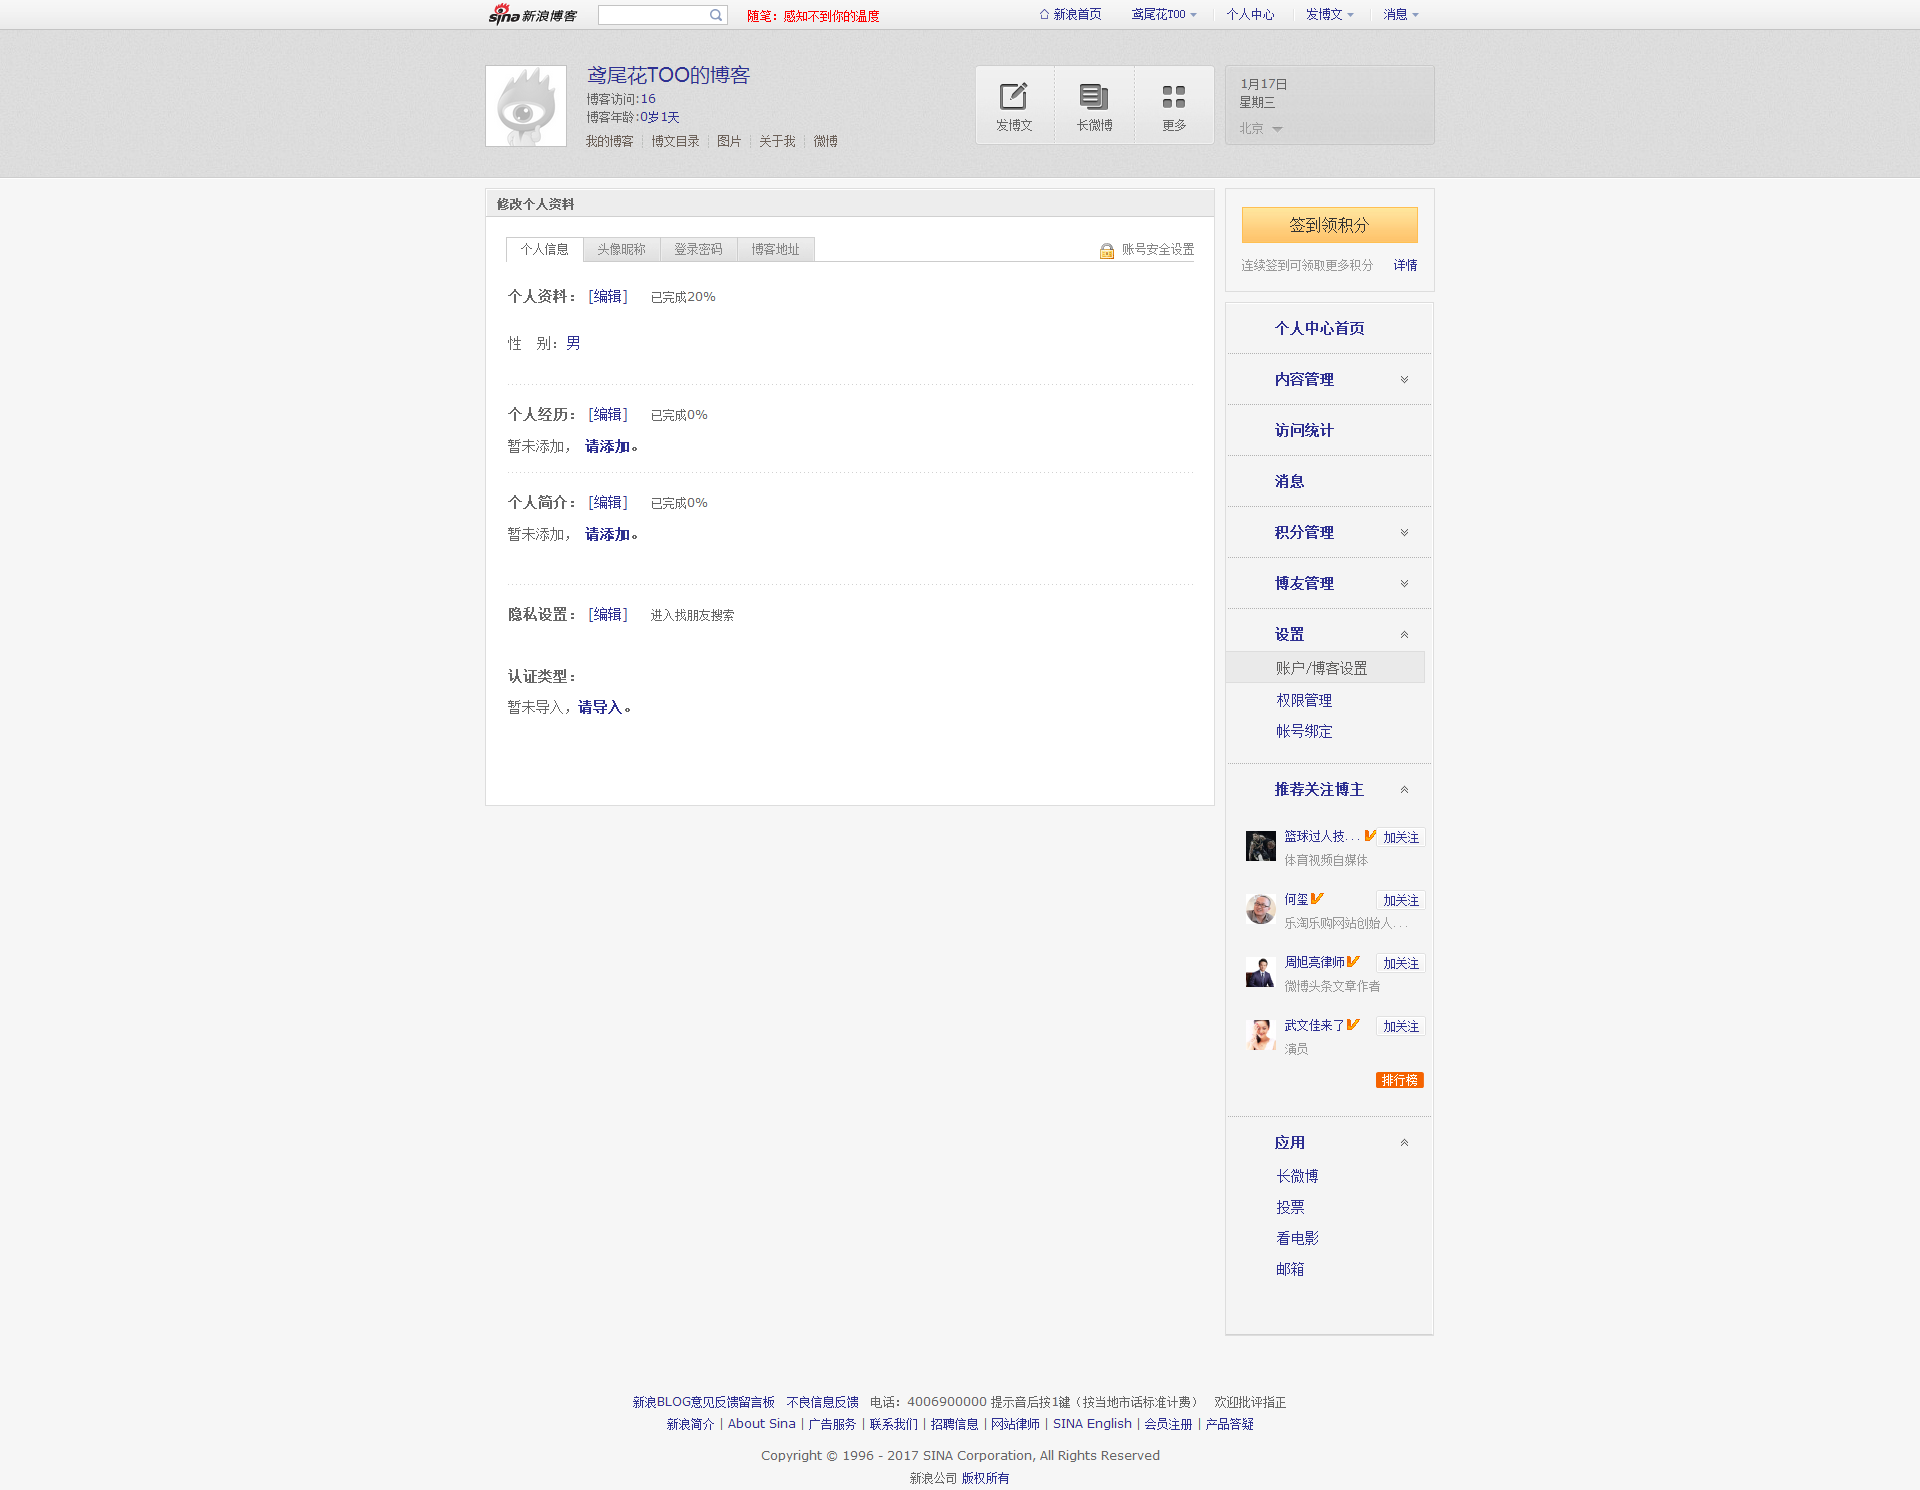 sina新浪博客
随笔：感知不到你的温度
新浪首页
鸢尾花TOO
个人中心
发博文
消息
鸢尾花TOO的博客
博客访问:16
博客年龄:0岁1天
我的博客 博文目录 图片 关于我 微博
发博文
长微博
更多
1月17日
星期三
北京
修改个人资料
个人信息 头像昵称 登录密码 博客地址
账号安全设置
个人资料： [编辑] 已完成20%
性 别：男
个人经历： [编辑] 已完成0%
暂未添加， 请添加。
个人简介： [编辑] 已完成0%
暂未添加， 请添加。
隐私设置： [编辑] 进入找朋友搜索
认证类型：
暂未导入，请导入。
签到领积分
连续签到可领取更多积分 详情
个人中心首页
内容管理
访问统计
消息
积分管理
博友管理
设置
账户/博客设置
权限管理
帐号绑定
推荐关注博主
篮球过人技... 加关注
体育视频自媒体
何玺 加关注
乐淘乐购网站创始人...
周旭亮律师 加关注
微博头条文章作者
武文佳来了 加关注
演员
排行榜
应用
长微博
投票
看电影
邮箱
新浪BLOG意见反馈留言板 不良信息反馈 电话：4006900000 提示音后按1键（按当地市话标准计费） 欢迎批评指正
新浪简介 | About Sina | 广告服务 | 联系我们 | 招聘信息 | 网站律师 | SINA English | 会员注册 | 产品答疑
Copyright © 1996 - 2017 SINA Corporation, All Rights Reserved
新浪公司 版权所有